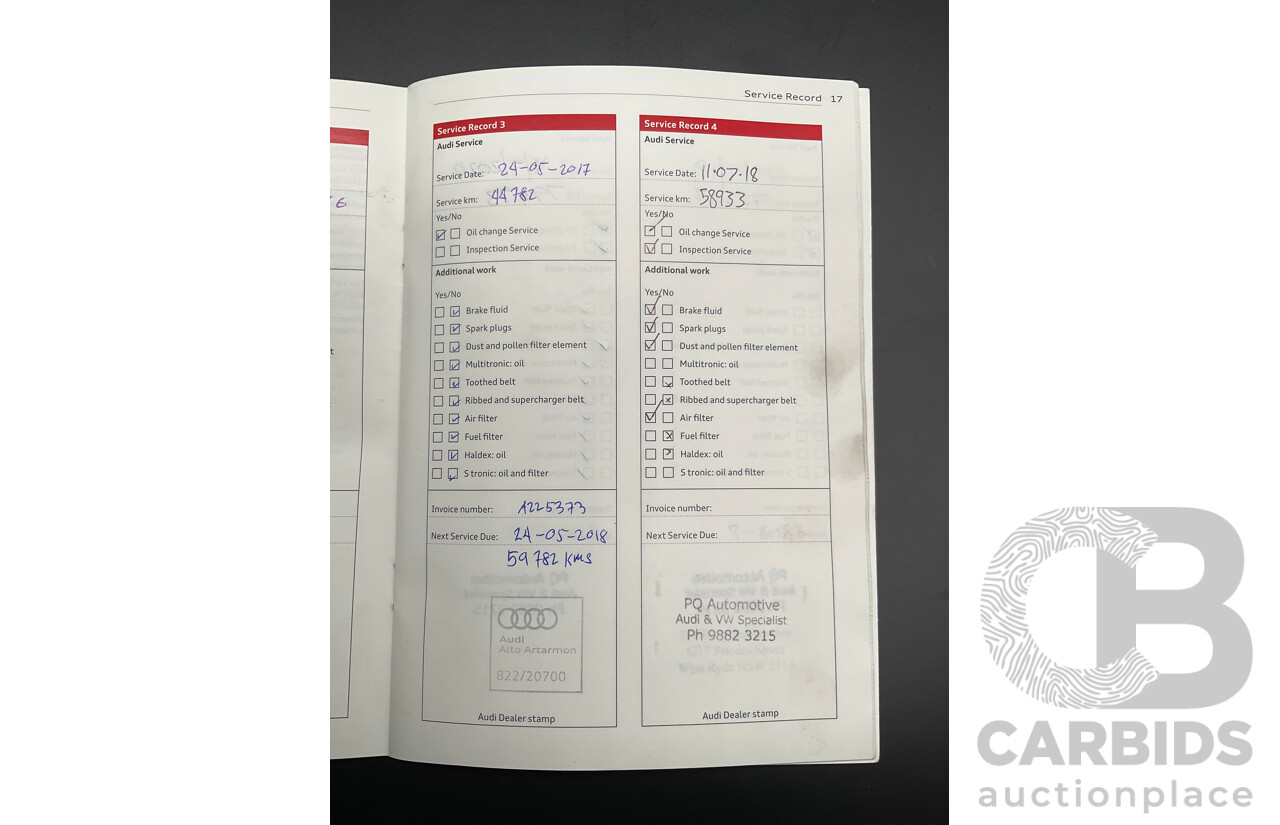 Service Record 17
6
Service Record 3
Audi Service
Service Date: 24-05-2017
Service km: 44782
Yes/No
Oil change Service
Inspection Service
Additional work
Yes/No
Brake fluid
Spark plugs
Dust and pollen filter element
Multitronic: oil
Toothed belt
Ribbed and supercharger belt
Air filter
Fuel filter
Haldex: oil
S tronic: oil and filter
Invoice number: 1225373
Next Service Due: 24-05-2018
59782 kms
Audi
Alto Artarmon
822/20700
Audi Dealer stamp
Service Record 4
Audi Service
Service Date: 11.07.18
Service km: 58933
Yes/No
Oil change Service
Inspection Service
Additional work
Yes/No
Brake fluid
Spark plugs
Dust and pollen filter element
Multitronic: oil
Toothed belt
Ribbed and supercharger belt
Air filter
Fuel filter
Haldex: oil
S tronic: oil and filter
Invoice number:
Next Service Due:
PQ Automotive
Audi & VW Specialist
Ph 9882 3215
Audi Dealer stamp
CB
CARBIDS
auctionplace